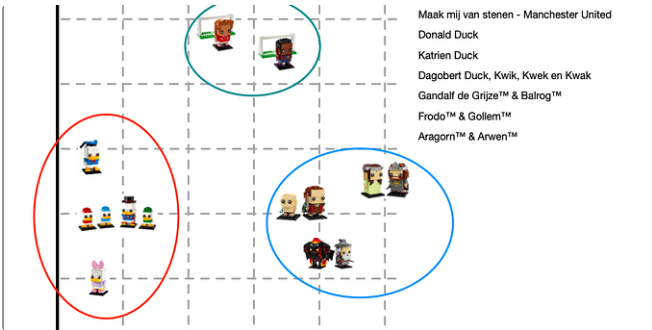 Maak mij van stenen - Manchester United
Donald Duck
Katrien Duck
Dagobert Duck, Kwik, Kwek en Kwak
Gandalf de Grijze™ & Balrog™
Frodo™ & Gollem™
Aragorn™ & Arwen™